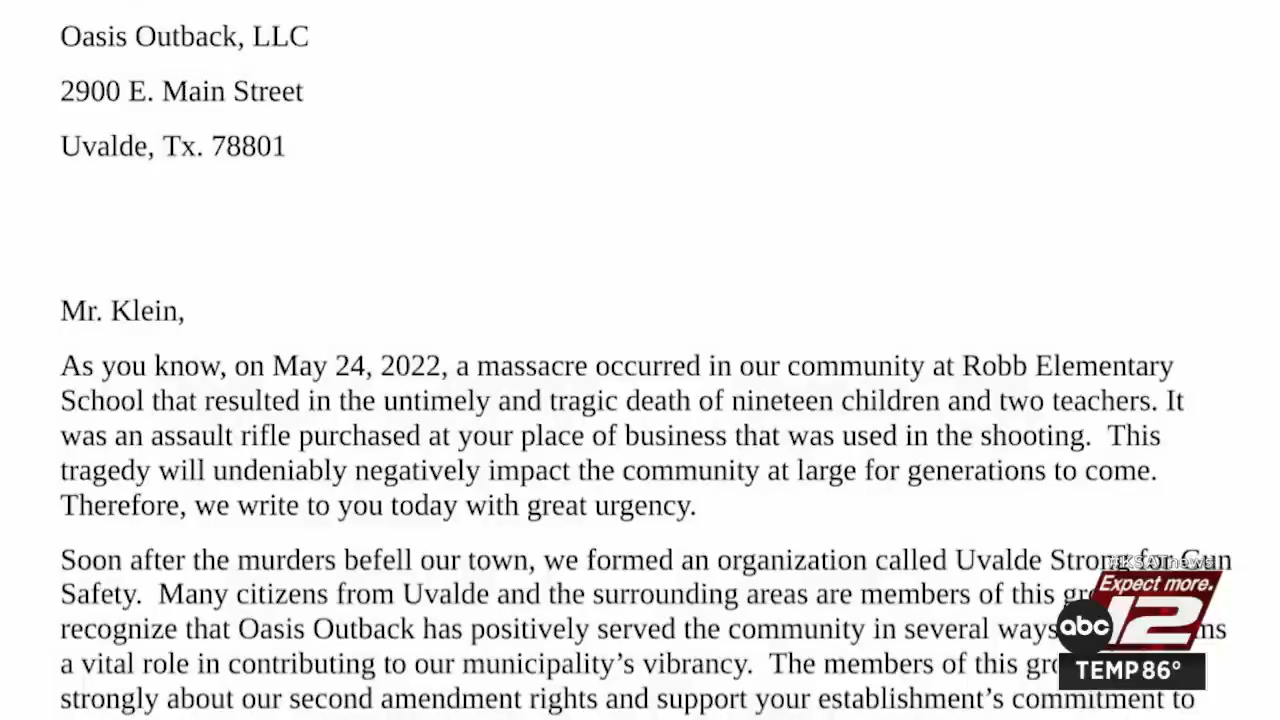 Oasis Outback, LLC
2900 E. Main Street
Uvalde, Tx. 78801
Mr. Klein,
As you know, on May 24, 2022, a massacre occurred in our community at Robb Elementary
School that resulted in the untimely and tragic death of nineteen children and two teachers. It
was an assault rifle purchased at your place of business that was used in the shooting.  This
tragedy will undeniably negatively impact the community at large for generations to come.
Therefore, we write to you today with great urgency.
Soon after the murders befell our town, we formed an organization called Uvalde Strong for Gun
Safety.  Many citizens from Uvalde and the surrounding areas are members of this
recognize that Oasis Outback has positively served the community in several ways
a vital role in contributing to our municipality's vibrancy.  The members of this
strongly about our second amendment rights and support your establishment's commitment to
#KSATnews
Expect more.
abc 12
TEMP 86°